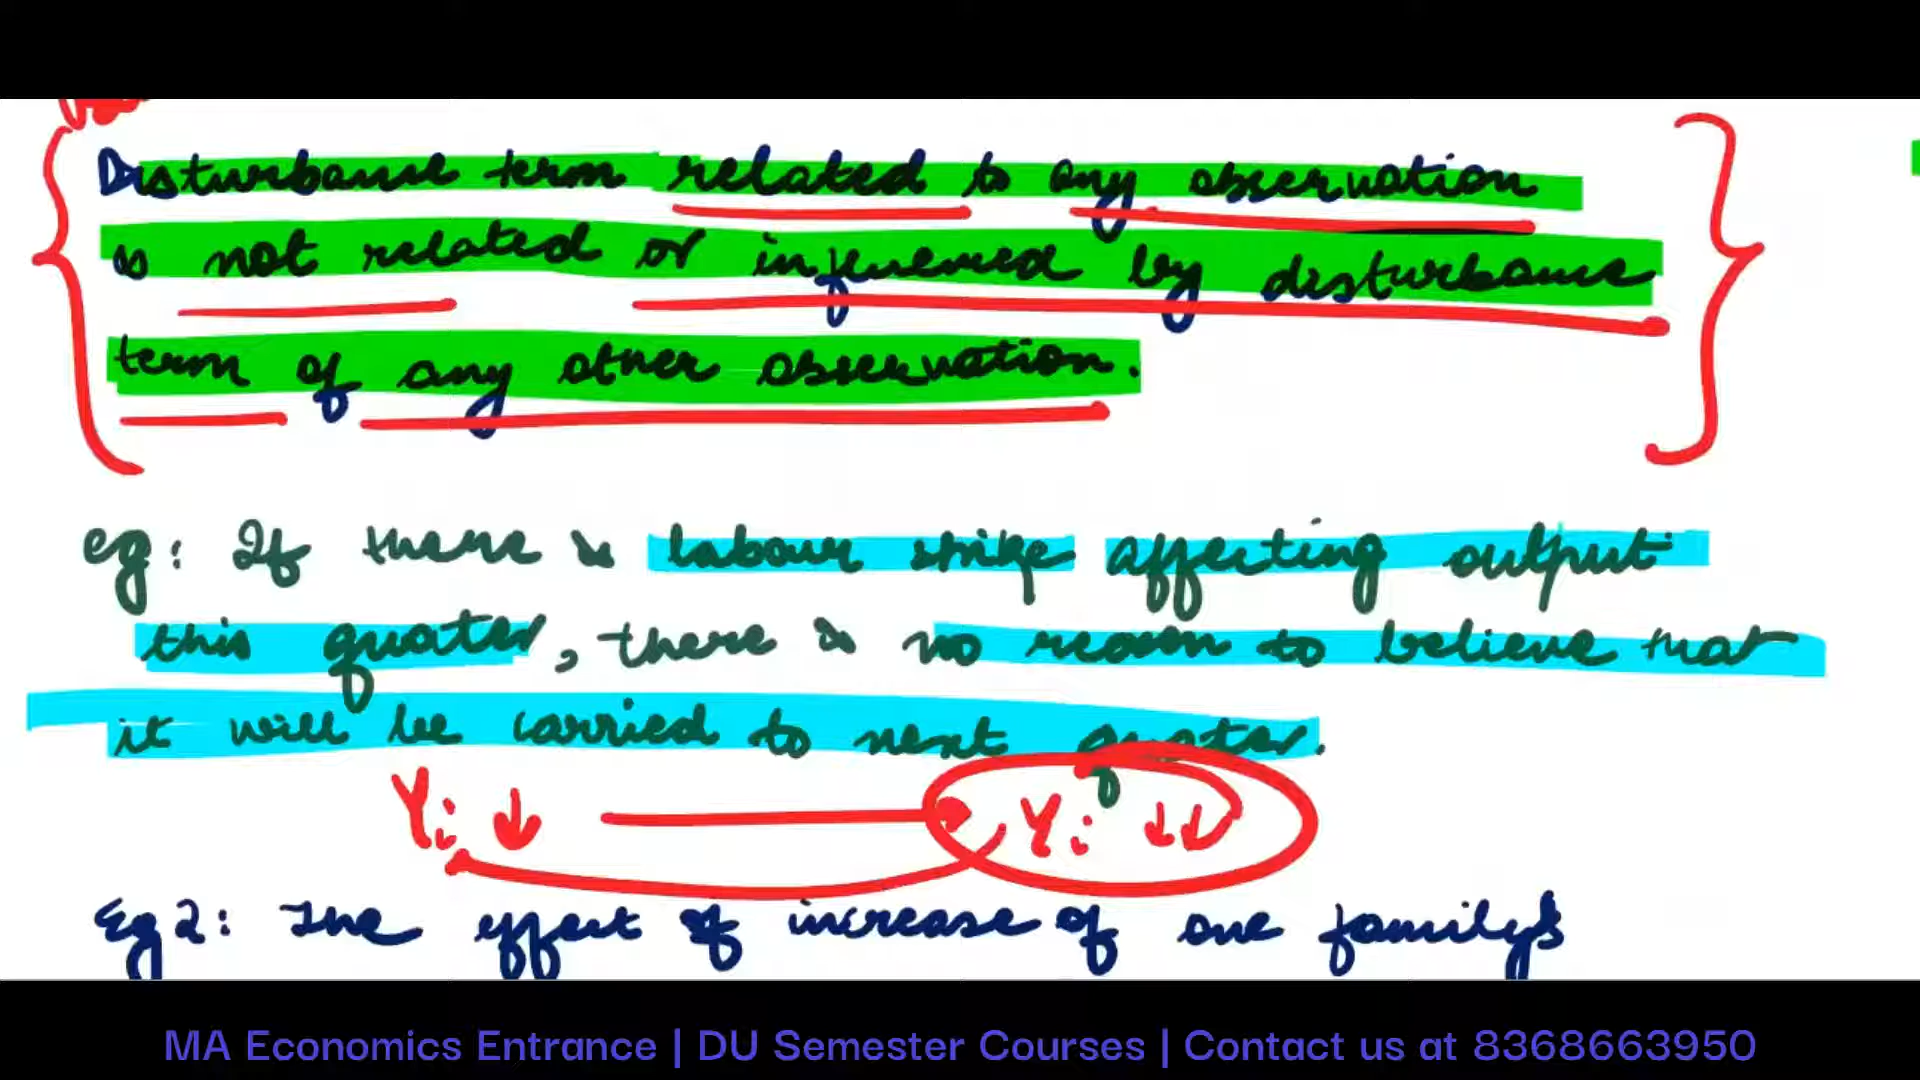 Disturbance term related to any observation
is not related or influenced by disturbance
term of any other observation.
eg: If there is labour strike affecting output
this quater, there is no reason to believe that
it will be carried to next quater.
Yi ↓ Yi ↓↓
Eg 2: The effect of increase of one family's
MA Economics Entrance | DU Semester Courses | Contact us at 8368663950